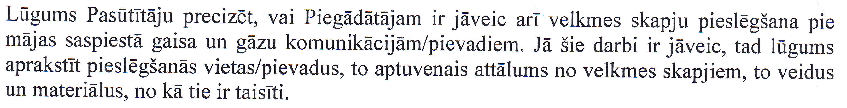 Lūgums Pasūtītāju precizēt, vai Piegādātājam ir jāveic arī velkmes skapju pieslēgšana pie
mājas saspiestā gaisa un gāzu komunikācijām/pievadiem. Jā šie darbi ir jāveic, tad lūgums
aprakstīt pieslēgšanās vietas/pievadus, to aptuvenais attālums no velkmes skapjiem, to veidus
un materiālus, no kā tie ir taisīti.